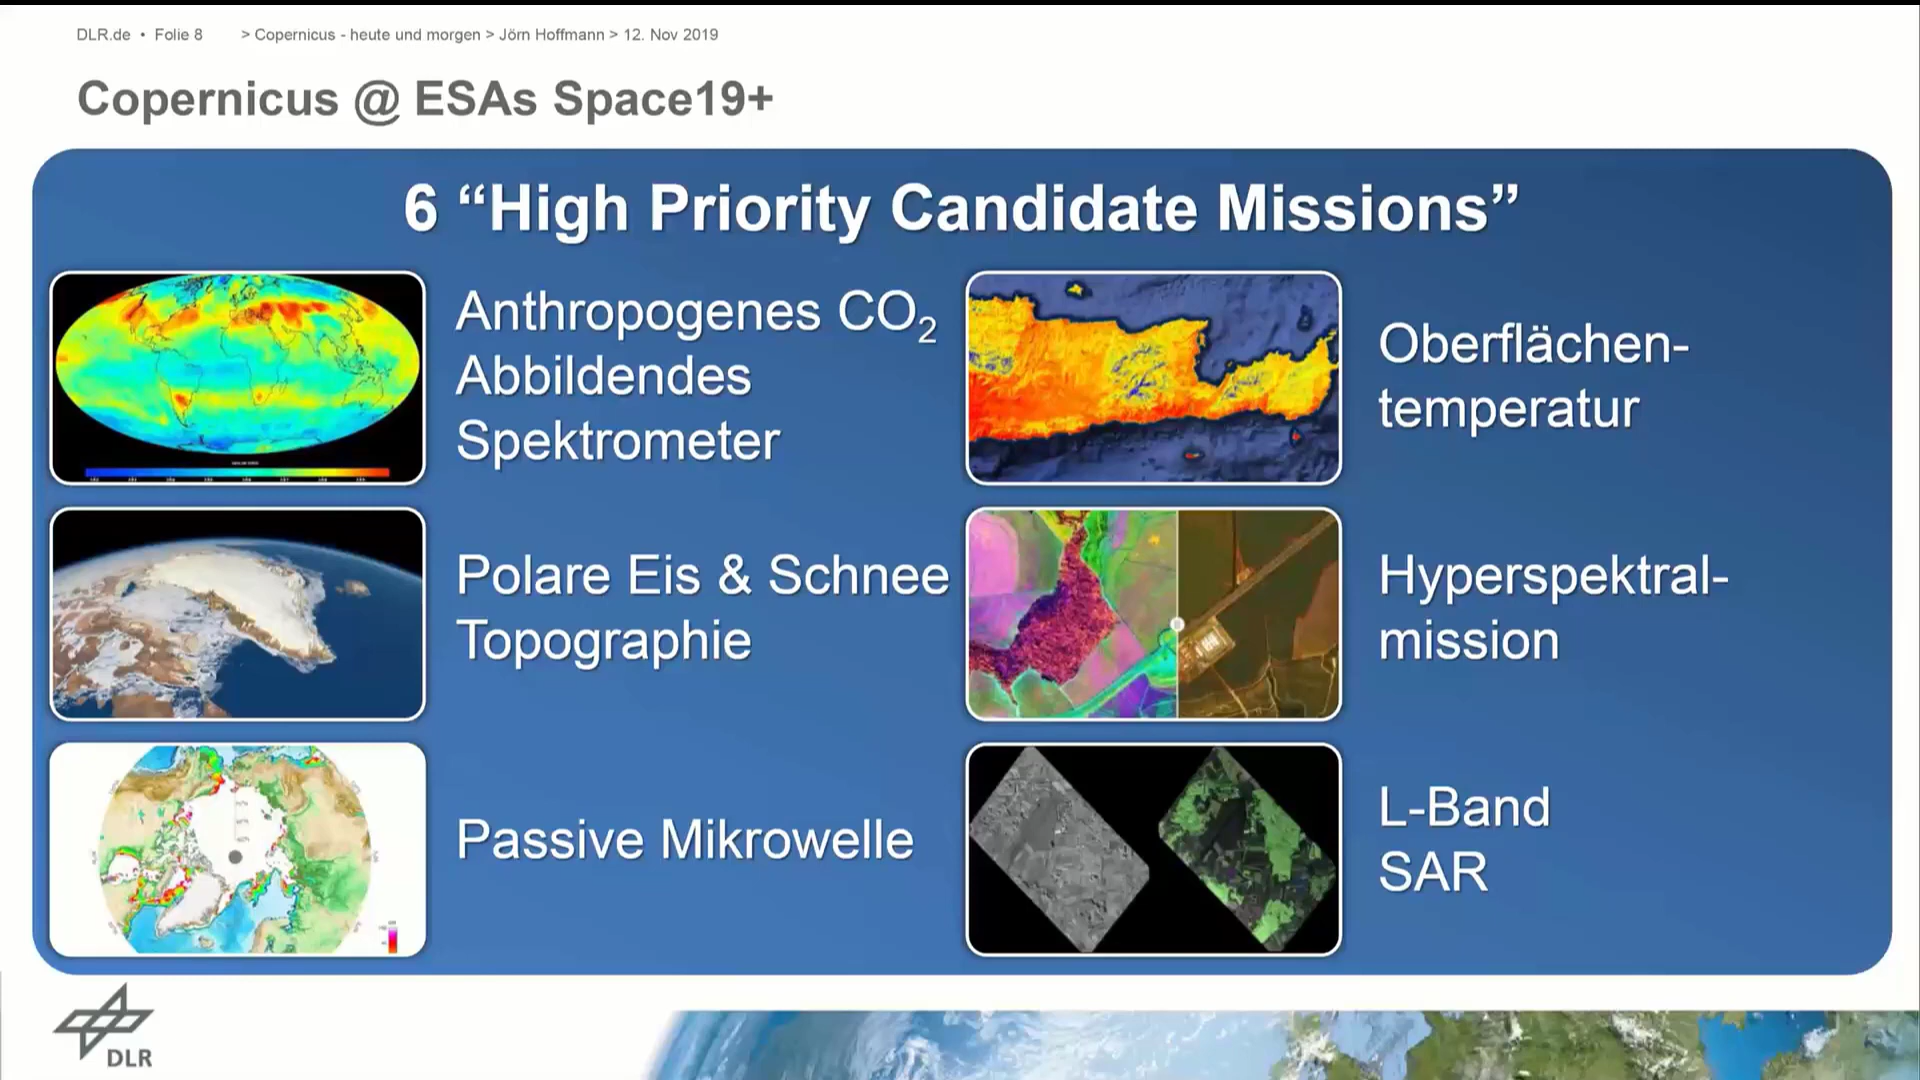 DLR.de • Folie 8 > Copernicus - heute und morgen > Jörn Hoffmann > 12. Nov 2019
Copernicus @ ESAs Space19+
6 “High Priority Candidate Missions”
Anthropogenes CO₂
Abbildendes
Spektrometer
Oberflächen-
temperatur
Polare Eis & Schnee
Topographie
Hyperspektral-
mission
Passive Mikrowelle
L-Band
SAR
DLR